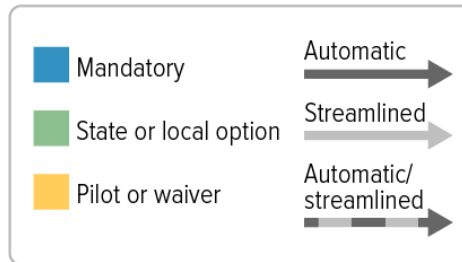 Mandatory
State or local option
Pilot or waiver
Automatic
Streamlined
Automatic/
streamlined